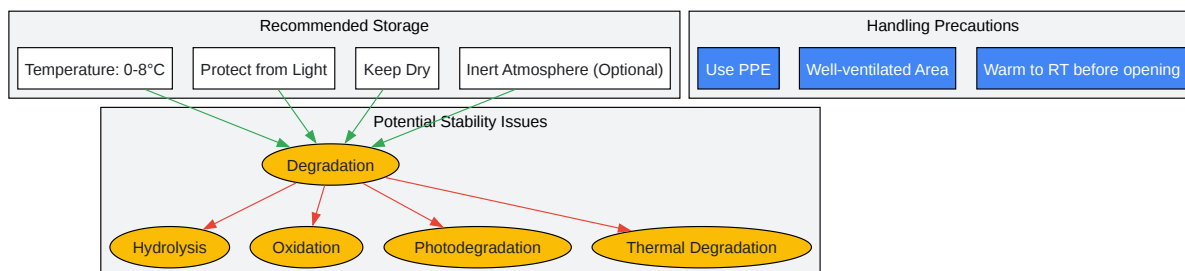 Recommended Storage
Handling Precautions
Temperature: 0-8°C
Protect from Light
Keep Dry
Inert Atmosphere (Optional)
Use PPE
Well-ventilated Area
Warm to RT before opening
Potential Stability Issues
Degradation
Hydrolysis
Oxidation
Photodegradation
Thermal Degradation